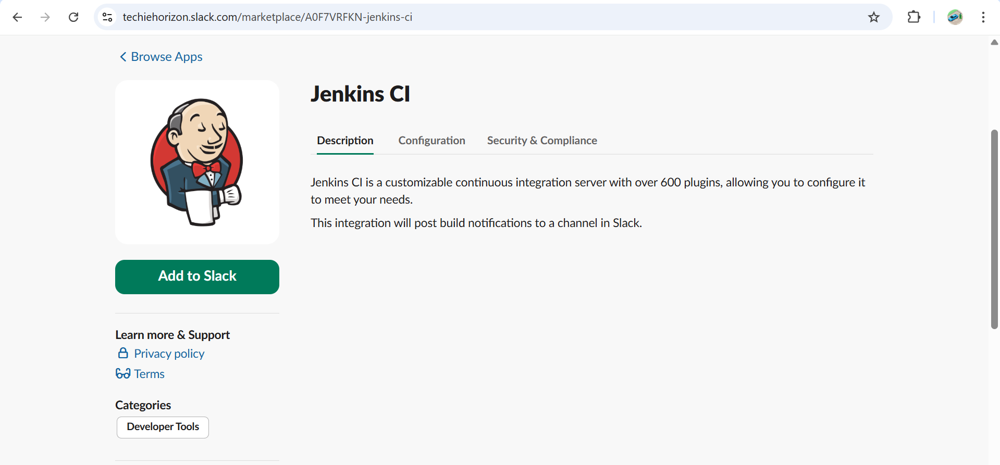 techiehorizon.slack.com/marketplace/A0F7VRFKN-jenkins-ci
Browse Apps
Jenkins CI
Description Configuration Security & Compliance
Jenkins CI is a customizable continuous integration server with over 600 plugins, allowing you to configure it
to meet your needs.
This integration will post build notifications to a channel in Slack.
Add to Slack
Learn more & Support
Privacy policy
Terms
Categories
Developer Tools